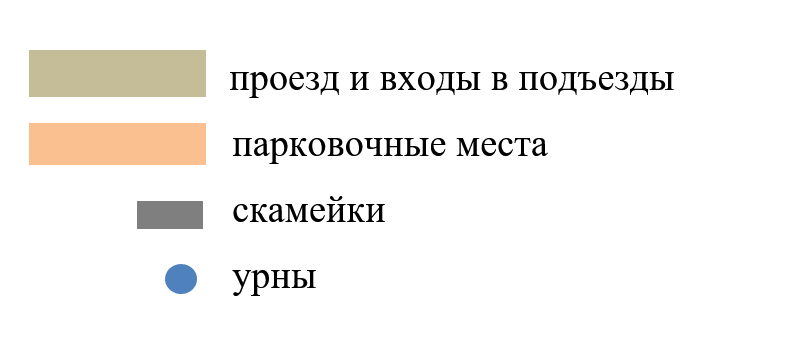 проезд и входы в подъезды
парковочные места
скамейки
урны